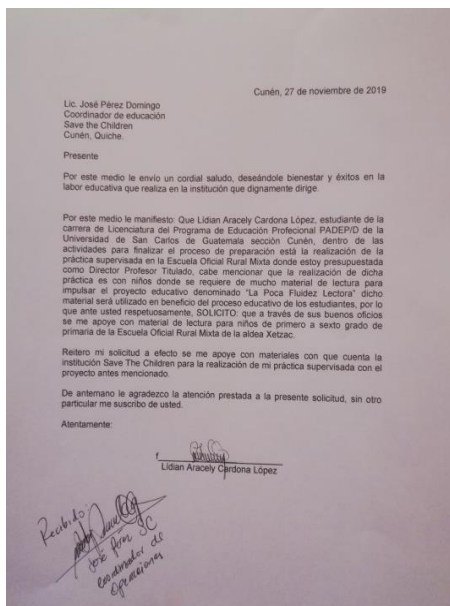 Cunén, 27 de noviembre de 2019
Lic. José Pérez Domingo
Coordinador de educación
Save the Children
Cunén, Quiche.
Presente
Por este medio le envío un cordial saludo, deseándole bienestar y éxitos en la
labor educativa que realiza en la institución que dignamente dirige.
Por este medio le manifiesto: Que Lidian Aracely Cardona López, estudiante de la
carrera de Licenciatura del Programa de Educación Profecional PADEP/D de la
Universidad de San Carlos de Guatemala sección Cunén, dentro de las
actividades para finalizar el proceso de preparación está la realización de la
práctica supervisada en la Escuela Oficial Rural Mixta donde estoy presupuestada
como Director Profesor Titulado, cabe mencionar que la realización de dicha
práctica es con niños donde se requiere de mucho material de lectura para
impulsar el proyecto educativo denominado "La Poca Fluidez Lectora" dicho
material será utilizado en beneficio del proceso educativo de los estudiantes, por lo
que ante usted respetuosamente, SOLICITO: que a través de sus buenos oficios
se me apoye con material de lectura para niños de primero a sexto grado de
primaria de la Escuela Oficial Rural Mixta de la aldea Xetzac.
Reitero mi solicitud a efecto se me apoye con materiales con que cuenta la
institución Save The Children para la realización de mi práctica supervisada con el
proyecto antes mencionado.
De antemano le agradezco la atención prestada a la presente solicitud, sin otro
particular me suscribo de usted.
Atentamente:
Lidian Aracely Cardona López
Recibido:
José Pérez SC
Coordinador de
Operaciones